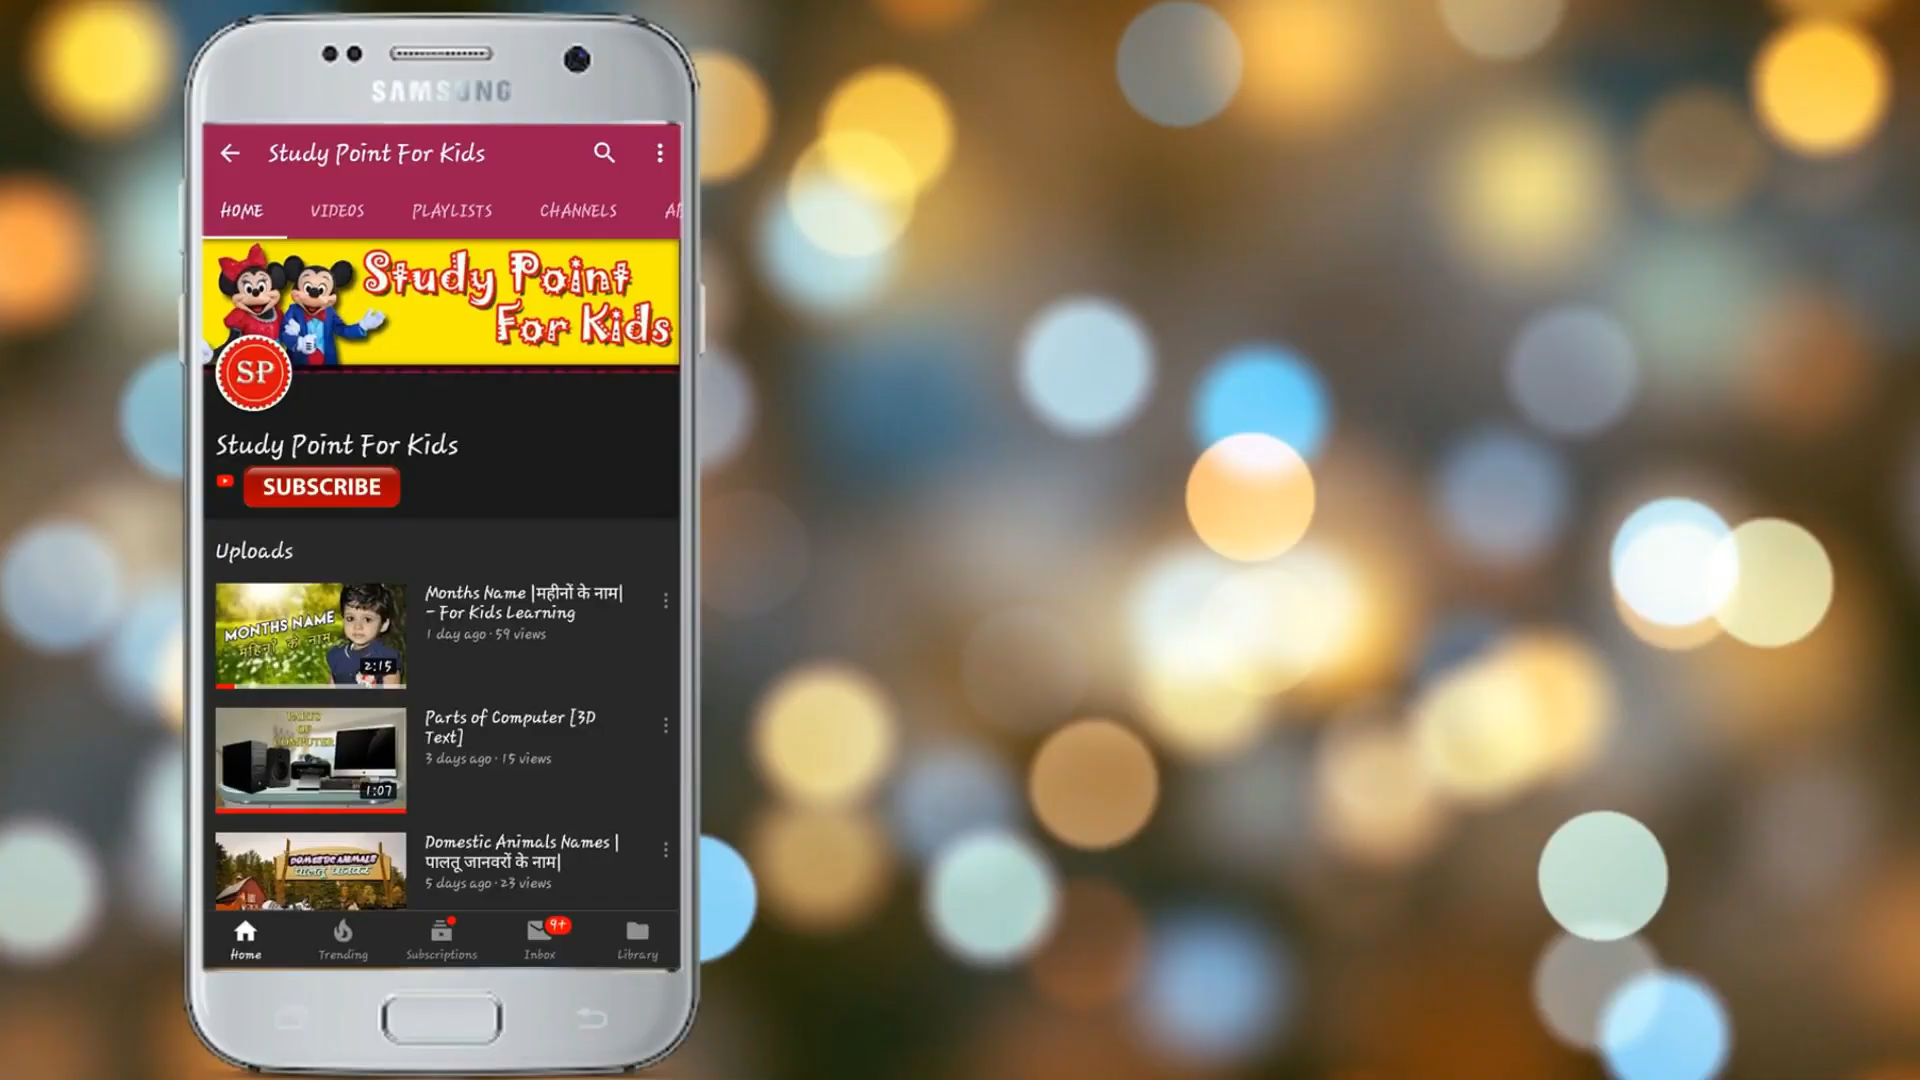 SAMSUNG
Study Point For Kids
HOME VIDEOS PLAYLISTS CHANNELS
Study Point
For Kids
SP
Study Point For Kids
SUBSCRIBE
Uploads
MONTHS NAME
2:15
Months Name |महीनों के नाम|
- For Kids Learning
1 day ago · 59 views
PARTS
OF
COMPUTER
1:07
Parts of Computer [3D
Text]
3 days ago · 15 views
DOMESTIC ANIMALS
Domestic Animals Names |
पालतू जानवरों के नाम|
5 days ago · 23 views
9+
Home Trending Subscriptions Inbox Library